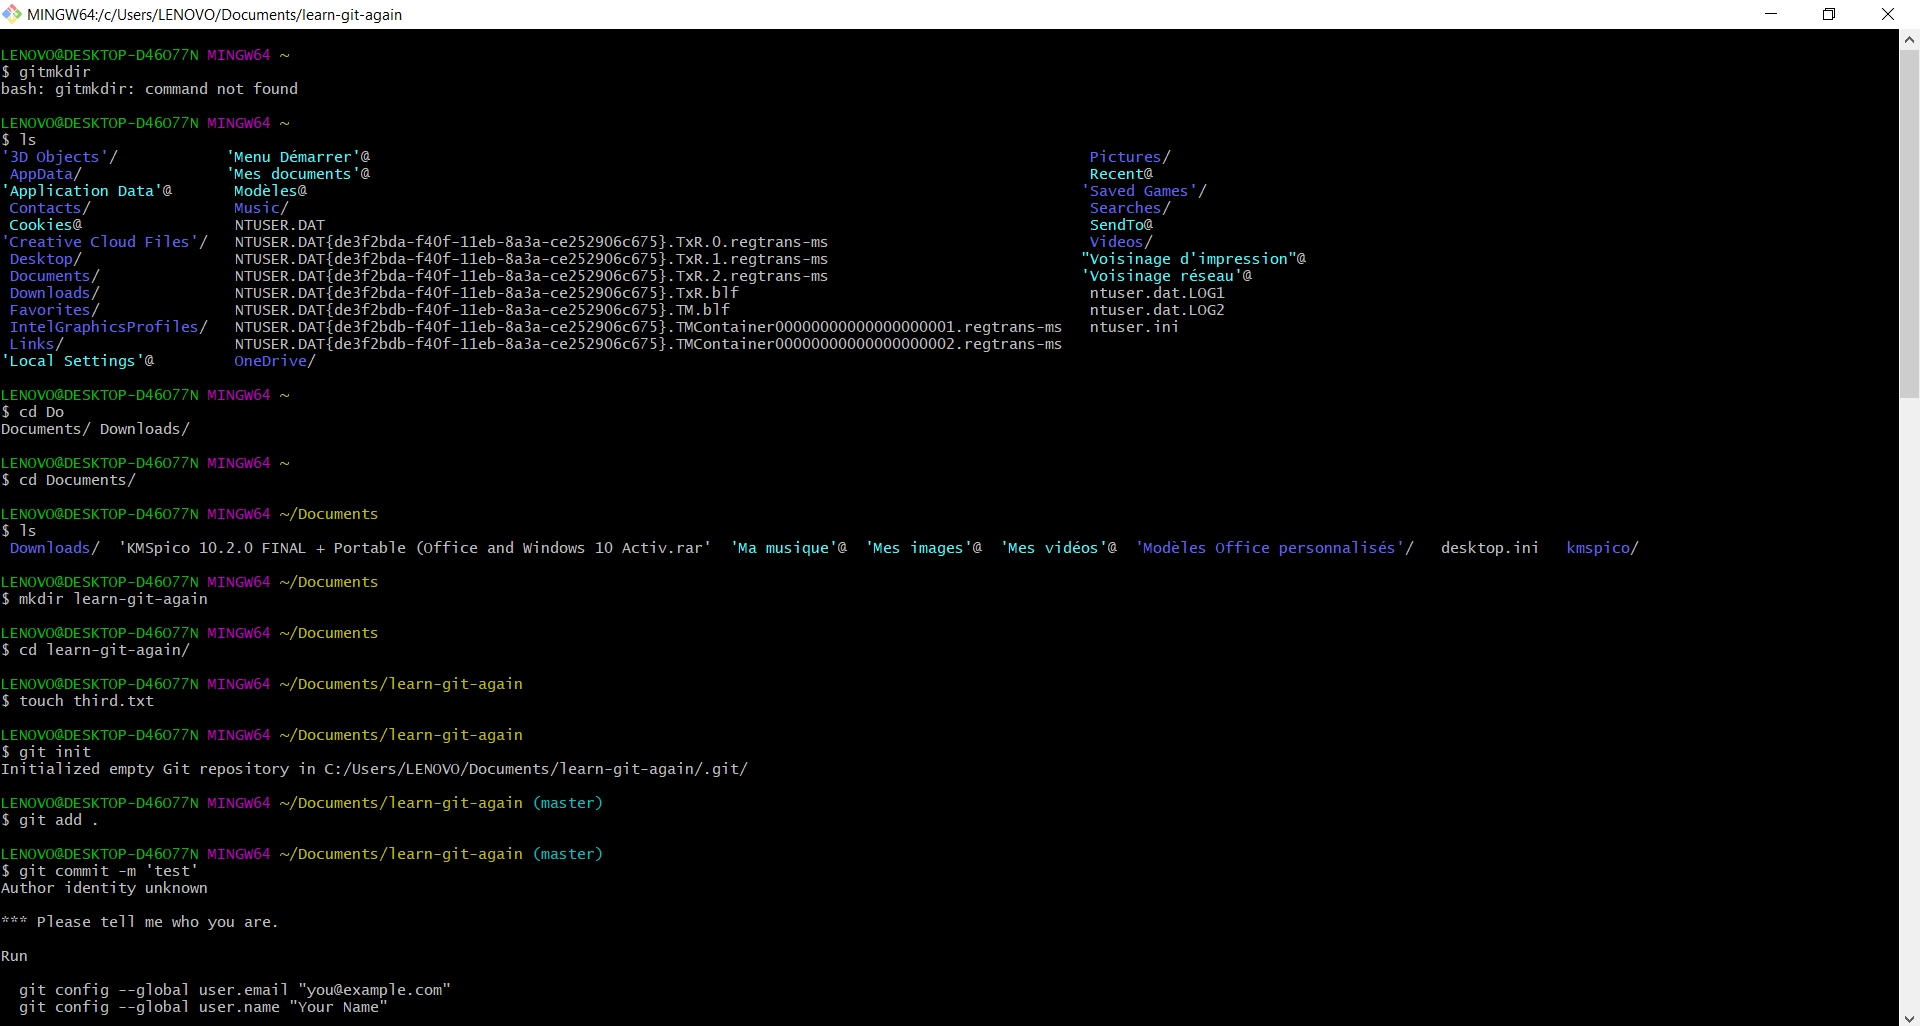 MINGW64:/c/Users/LENOVO/Documents/learn-git-again
LENOVO@DESKTOP-D46O77N MINGW64 ~
$ gitmkdir
bash: gitmkdir: command not found
LENOVO@DESKTOP-D46O77N MINGW64 ~
$ ls
'3D Objects'/ 'Menu Démarrer'@ Pictures/
AppData/ 'Mes documents'@ Recent@
'Application Data'@ Modèles@ 'Saved Games'/
Contacts/ Music/ Searches/
Cookies@ NTUSER.DAT SendTo@
'Creative Cloud Files'/ NTUSER.DAT{de3f2bda-f40f-11eb-8a3a-ce252906c675}.TxR.0.regtrans-ms Videos/
Desktop/ NTUSER.DAT{de3f2bda-f40f-11eb-8a3a-ce252906c675}.TxR.1.regtrans-ms "Voisinage d'impression"@
Documents/ NTUSER.DAT{de3f2bda-f40f-11eb-8a3a-ce252906c675}.TxR.2.regtrans-ms 'Voisinage réseau'@
Downloads/ NTUSER.DAT{de3f2bda-f40f-11eb-8a3a-ce252906c675}.TxR.blf ntuser.dat.LOG1
Favorites/ NTUSER.DAT{de3f2bdb-f40f-11eb-8a3a-ce252906c675}.TM.blf ntuser.dat.LOG2
IntelGraphicsProfiles/ NTUSER.DAT{de3f2bdb-f40f-11eb-8a3a-ce252906c675}.TMContainer00000000000000000001.regtrans-ms ntuser.ini
Links/ NTUSER.DAT{de3f2bdb-f40f-11eb-8a3a-ce252906c675}.TMContainer00000000000000000002.regtrans-ms
'Local Settings'@ OneDrive/
LENOVO@DESKTOP-D46O77N MINGW64 ~
$ cd Do
Documents/ Downloads/
LENOVO@DESKTOP-D46O77N MINGW64 ~
$ cd Documents/
LENOVO@DESKTOP-D46O77N MINGW64 ~/Documents
$ ls
Downloads/ 'KMSpico 10.2.0 FINAL + Portable (Office and Windows 10 Activ.rar' 'Ma musique'@ 'Mes images'@ 'Mes vidéos'@ 'Modèles Office personnalisés'/ desktop.ini kmspico/
LENOVO@DESKTOP-D46O77N MINGW64 ~/Documents
$ mkdir learn-git-again
LENOVO@DESKTOP-D46O77N MINGW64 ~/Documents
$ cd learn-git-again/
LENOVO@DESKTOP-D46O77N MINGW64 ~/Documents/learn-git-again
$ touch third.txt
LENOVO@DESKTOP-D46O77N MINGW64 ~/Documents/learn-git-again
$ git init
Initialized empty Git repository in C:/Users/LENOVO/Documents/learn-git-again/.git/
LENOVO@DESKTOP-D46O77N MINGW64 ~/Documents/learn-git-again (master)
$ git add .
LENOVO@DESKTOP-D46O77N MINGW64 ~/Documents/learn-git-again (master)
$ git commit -m 'test'
Author identity unknown
*** Please tell me who you are.
Run
git config --global user.email "you@example.com"
git config --global user.name "Your Name"